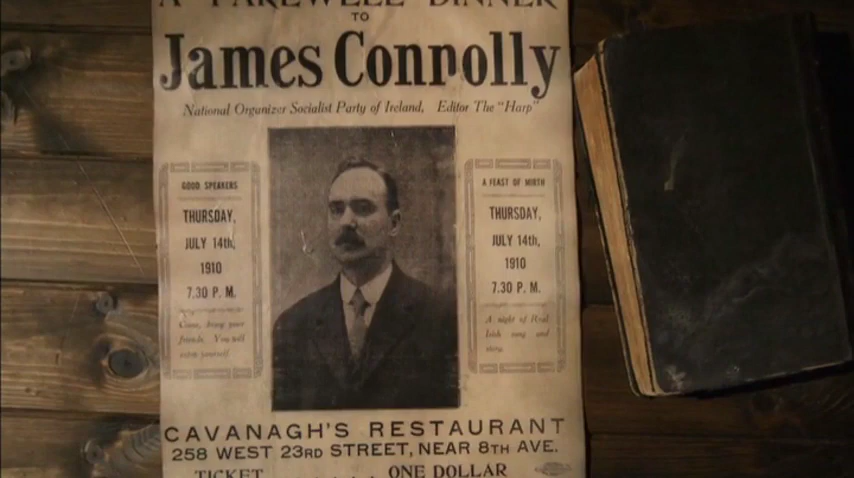 A FAREWELL DINNER
TO
James Connolly
National Organizer Socialist Party of Ireland, Editor The "Harp"
GOOD SPEAKERS
THURSDAY,
JULY 14th,
1910
7.30 P. M.
Come, bring your
friends. You will
enjoy yourself
A FEAST OF MIRTH
THURSDAY,
JULY 14th,
1910
7.30 P. M.
A night of Real
Irish song and
story.
CAVANAGH'S RESTAURANT
258 WEST 23RD STREET, NEAR 8TH AVE.
TICKET . . . . ONE DOLLAR